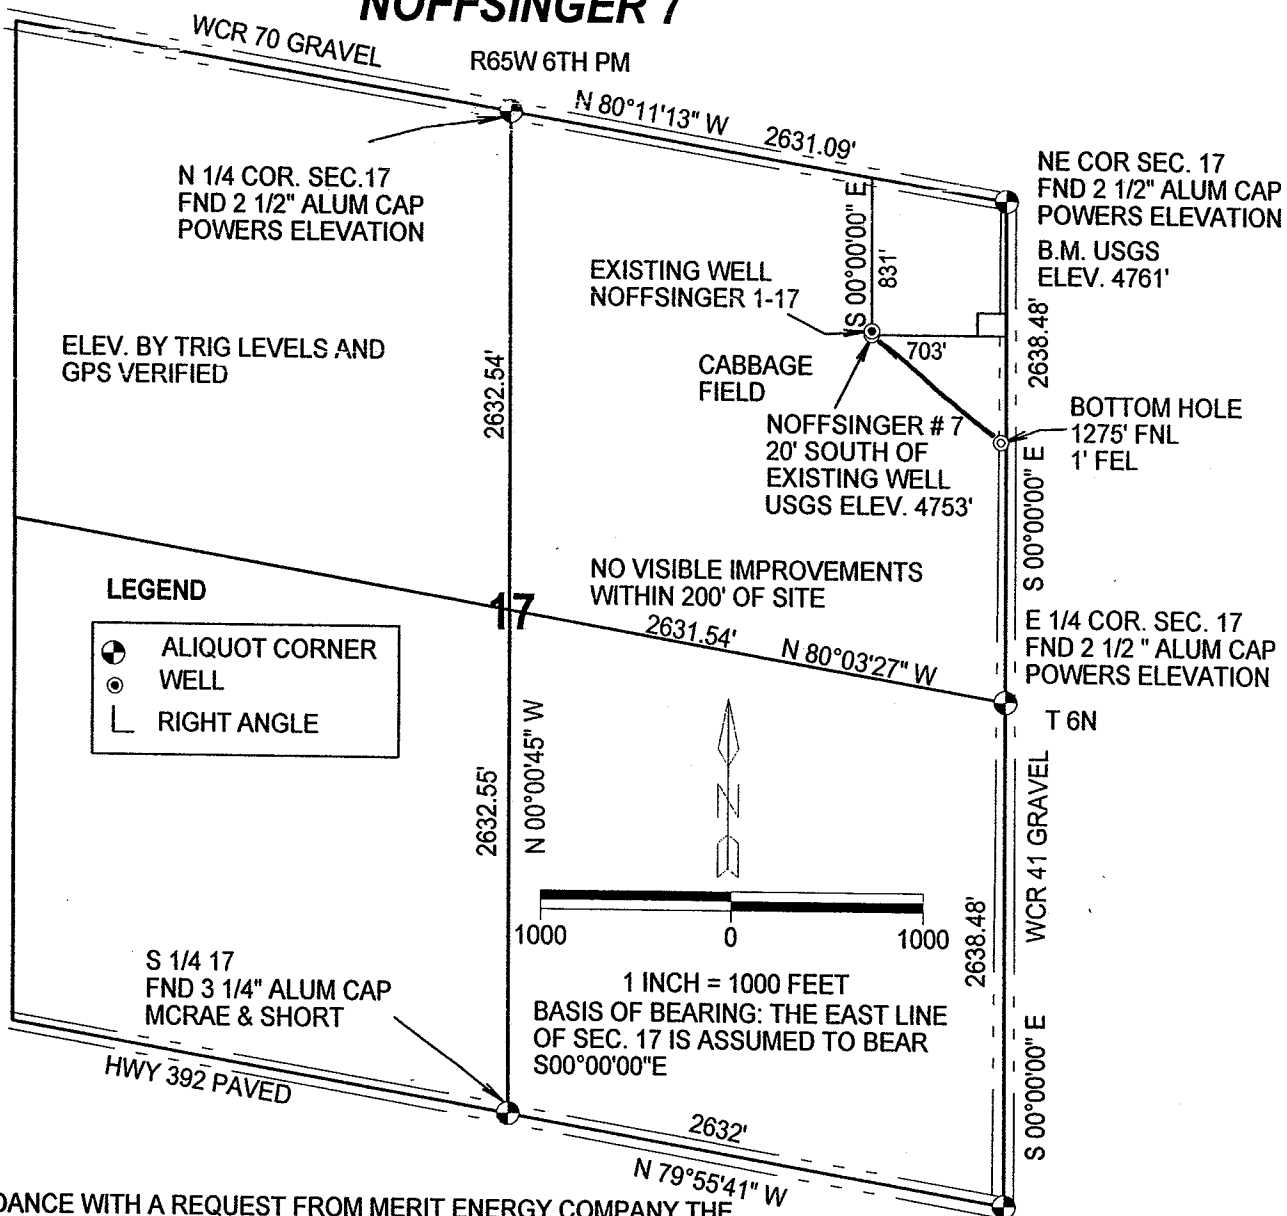 NOFFSINGER 7
WCR 70 GRAVEL
R65W 6TH PM
N 80°11'13" W
2631.09'
N 1/4 COR. SEC.17
FND 2 1/2" ALUM CAP
POWERS ELEVATION
NE COR SEC. 17
FND 2 1/2" ALUM CAP
POWERS ELEVATION
B.M. USGS
ELEV. 4761'
S 00°00'00" E
831'
EXISTING WELL
NOFFSINGER 1-17
2638.48'
703'
ELEV. BY TRIG LEVELS AND
GPS VERIFIED
2632.54'
CABBAGE
FIELD
NOFFSINGER # 7
20' SOUTH OF
EXISTING WELL
USGS ELEV. 4753'
BOTTOM HOLE
1275' FNL
1' FEL
S 00°00'00" E
NO VISIBLE IMPROVEMENTS
WITHIN 200' OF SITE
17
2631.54'
N 80°03'27" W
E 1/4 COR. SEC. 17
FND 2 1/2 " ALUM CAP
POWERS ELEVATION
T 6N
LEGEND
ALIQUOT CORNER
WELL
RIGHT ANGLE
2632.55'
N 00°00'45" W
N
WCR 41 GRAVEL
1000 0 1000
2638.48'
1 INCH = 1000 FEET
BASIS OF BEARING: THE EAST LINE
OF SEC. 17 IS ASSUMED TO BEAR
S00°00'00"E
S 00°00'00" E
S 1/4 17
FND 3 1/4" ALUM CAP
MCRAE & SHORT
HWY 392 PAVED
2632'
N 79°55'41" W
DANCE WITH A REQUEST FROM MERIT ENERGY COMPANY THE